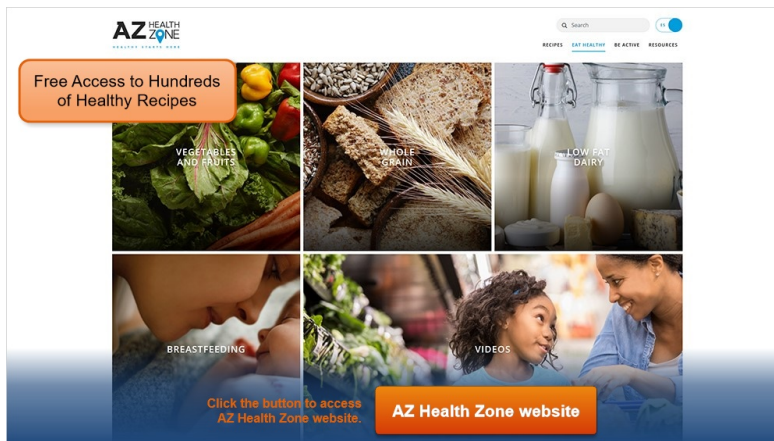 AZ HEALTH
ZONE
HEALTHY STARTS HERE
Search
ES
RECIPES EAT HEALTHY BE ACTIVE RESOURCES
Free Access to Hundreds
of Healthy Recipes
VEGETABLES
AND FRUITS
WHOLE
GRAIN
LOW FAT
DAIRY
BREASTFEEDING
VIDEOS
Click the button to access
AZ Health Zone website.
AZ Health Zone website